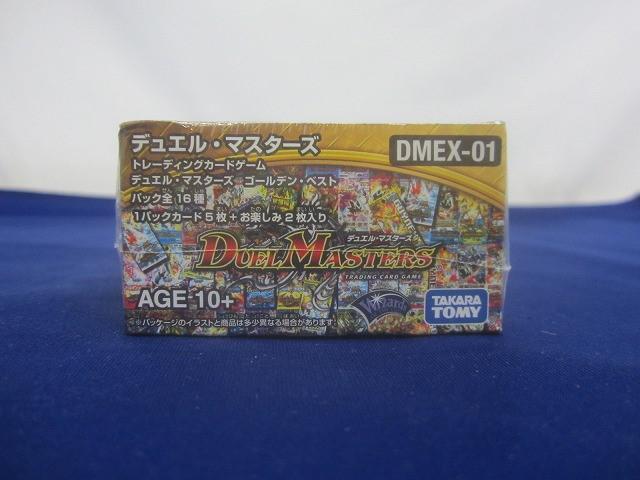 デュエル・マスターズ
DMEX-01
トレーディングカードゲーム
デュエル・マスターズ ゴールデン・ベスト
パック全16種
1パックカード5枚+お楽しみ2枚入り
デュエル・マスターズ
DUEL MASTERS
TRADING CARD GAME
AGE 10+
Wizards
TAKARA
TOMY
※パッケージのイラストと商品は多少異なる場合があります。